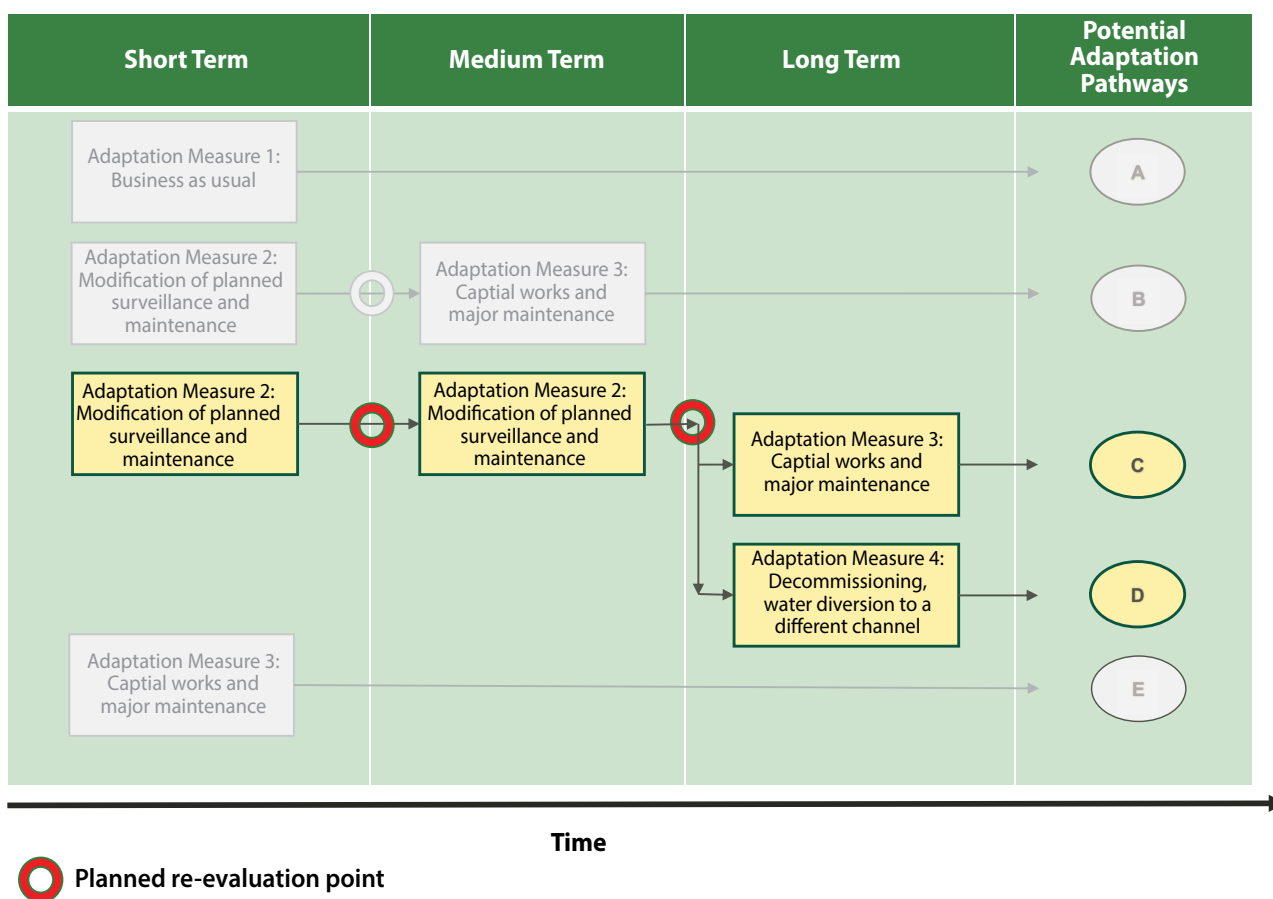 Short Term
Medium Term
Long Term
Potential
Adaptation
Pathways
Adaptation Measure 1:
Business as usual
A
Adaptation Measure 2:
Modification of planned
surveillance and
maintenance
Adaptation Measure 3:
Captial works and
major maintenance
B
Adaptation Measure 2:
Modification of planned
surveillance and
maintenance
Adaptation Measure 2:
Modification of planned
surveillance and
maintenance
Adaptation Measure 3:
Captial works and
major maintenance
C
Adaptation Measure 4:
Decommissioning,
water diversion to a
different channel
D
Adaptation Measure 3:
Captial works and
major maintenance
E
Time
Planned re-evaluation point